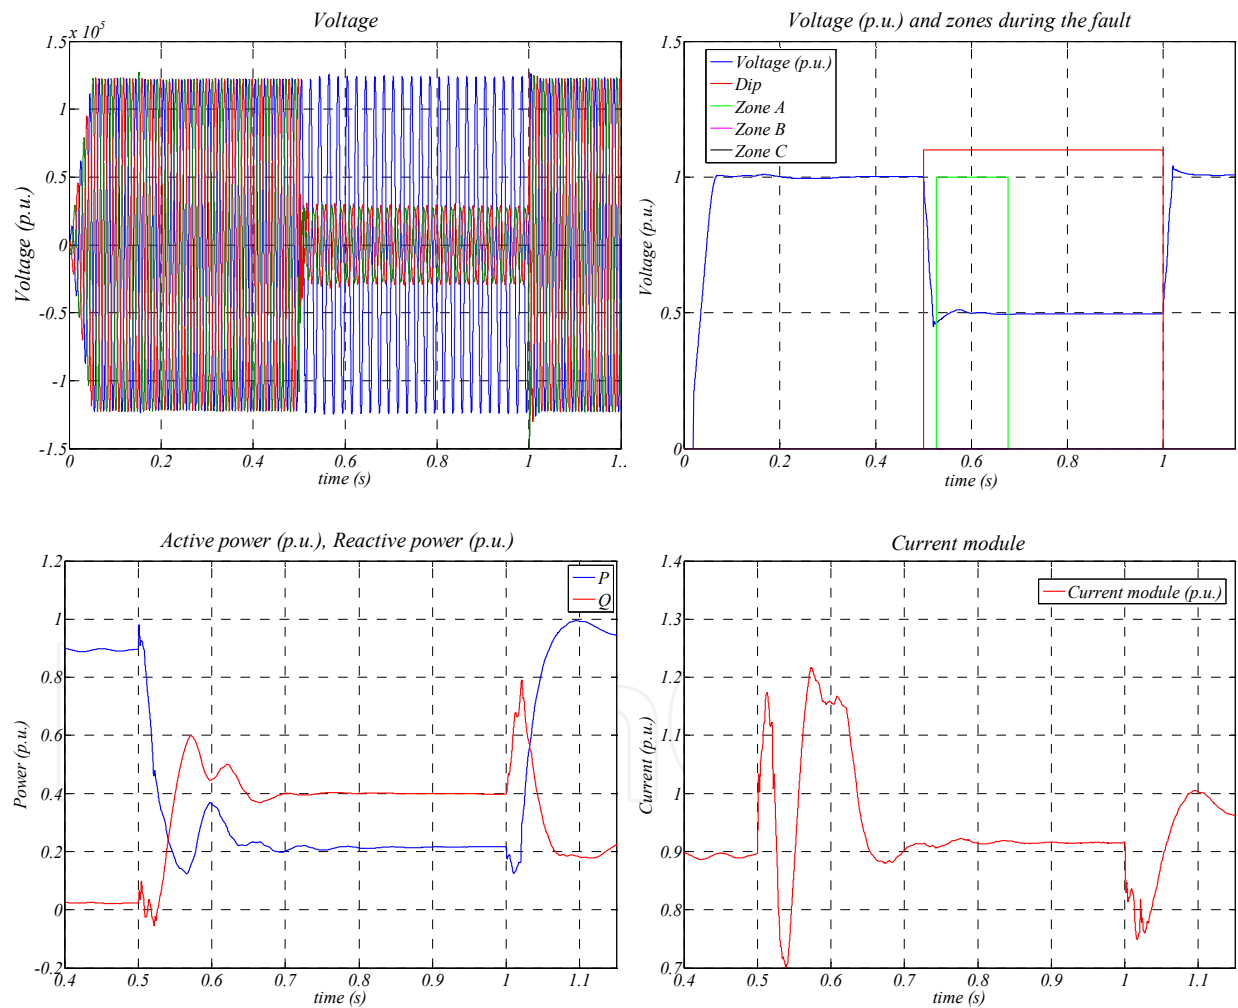 Voltage
x 10^5
1.5
1
0.5
0
-0.5
-1
-1.5
Voltage (p.u.)
0 0.2 0.4 0.6 0.8 1 1..
time (s)
Voltage (p.u.) and zones during the fault
Voltage (p.u.)
Dip
Zone A
Zone B
Zone C
1.5
1
0.5
0
Voltage (p.u.)
0 0.2 0.4 0.6 0.8 1
time (s)
Active power (p.u.), Reactive power (p.u.)
P
Q
1.2
1
0.8
0.6
0.4
0.2
0
-0.2
Power (p.u.)
0.4 0.5 0.6 0.7 0.8 0.9 1 1.1
time (s)
Current module
Current module (p.u.)
1.4
1.3
1.2
1.1
1
0.9
0.8
0.7
Current (p.u.)
0.4 0.5 0.6 0.7 0.8 0.9 1 1.1
time (s)